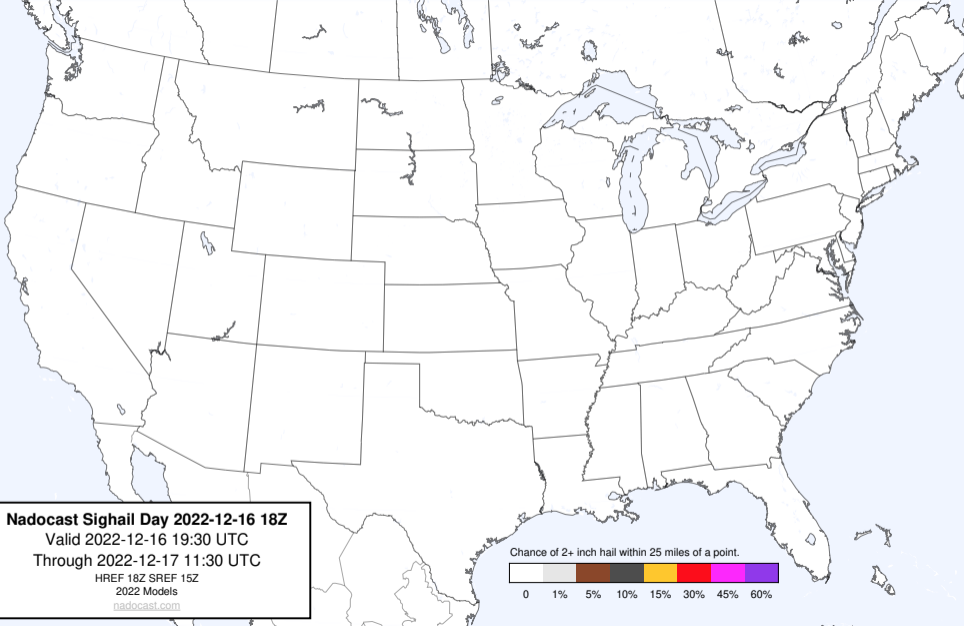 Nadocast Sighail Day 2022-12-16 18Z
Valid 2022-12-16 19:30 UTC
Through 2022-12-17 11:30 UTC
HREF 18Z SREF 15Z
2022 Models
nadocast.com
Chance of 2+ inch hail within 25 miles of a point.
0 1% 5% 10% 15% 30% 45% 60%